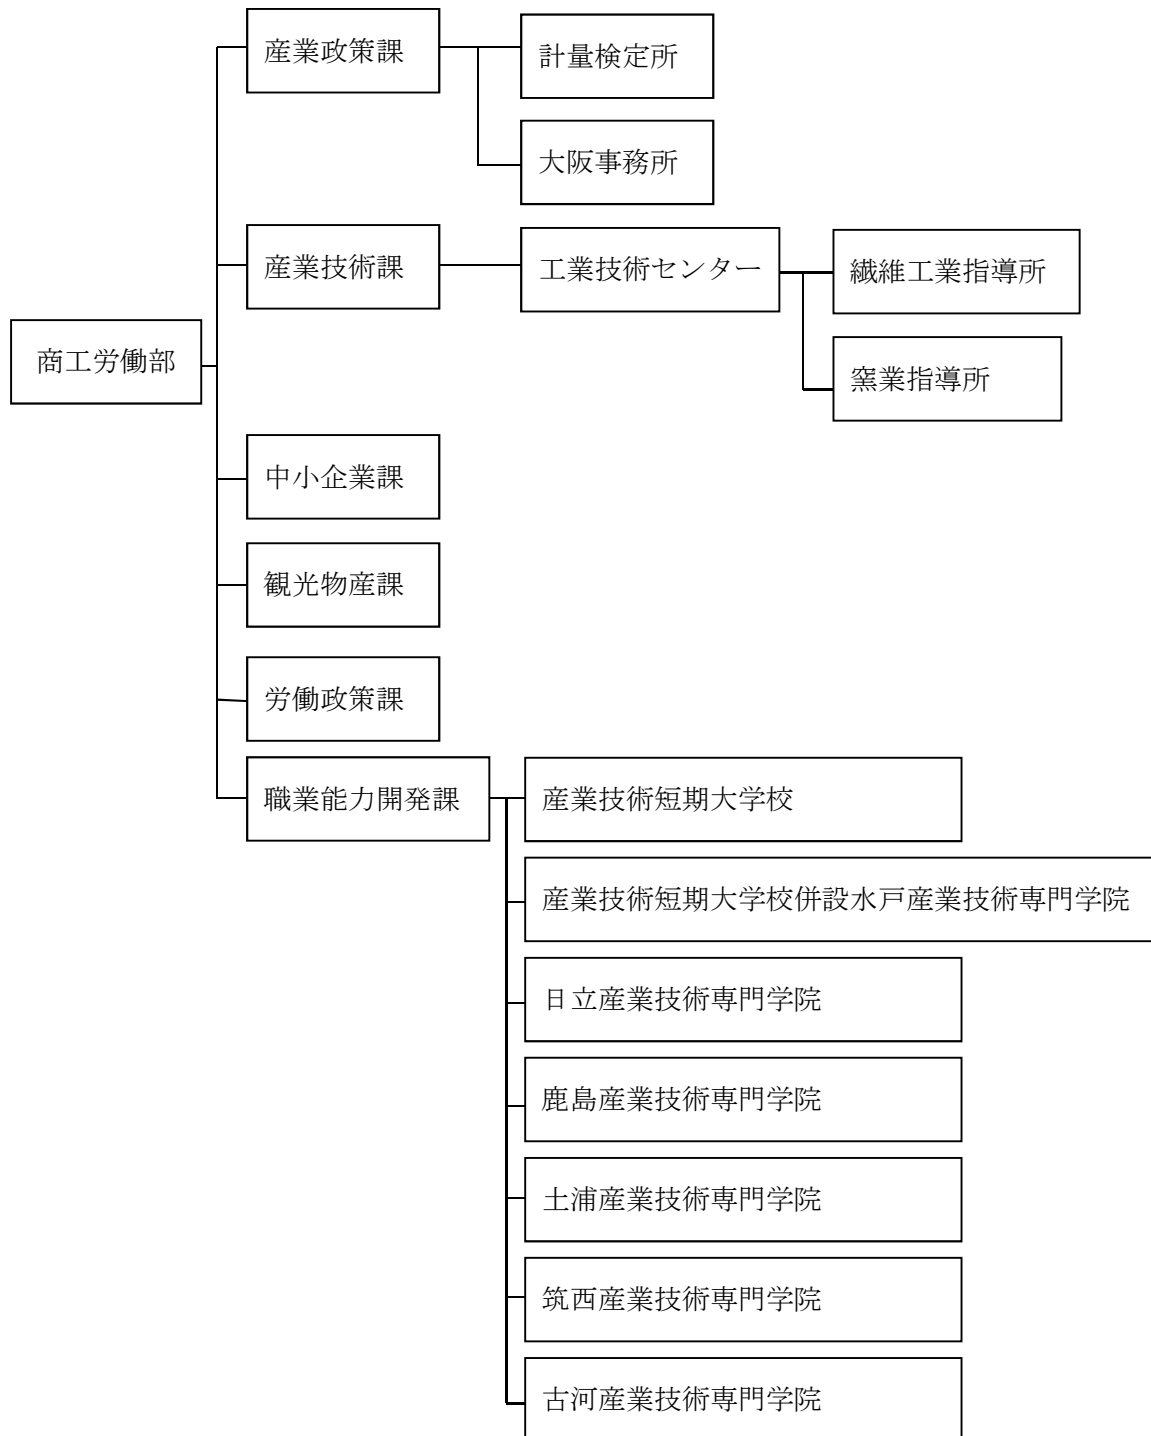 産業政策課
計量検定所
大阪事務所
産業技術課
工業技術センター
繊維工業指導所
商工労働部
窯業指導所
中小企業課
観光物産課
労働政策課
職業能力開発課
産業技術短期大学校
産業技術短期大学校併設水戸産業技術専門学院
日立産業技術専門学院
鹿島産業技術専門学院
土浦産業技術専門学院
筑西産業技術専門学院
古河産業技術専門学院